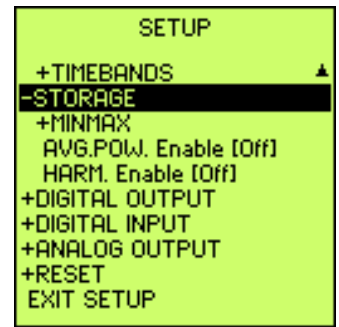 SETUP
+TIMEBANDS
-STORAGE
+MINMAX
AVG.POW. Enable [Off]
HARM. Enable [Off]
+DIGITAL OUTPUT
+DIGITAL INPUT
+ANALOG OUTPUT
+RESET
EXIT SETUP